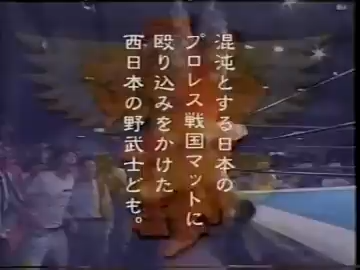 混沌とする日本の
プロレス戦国マットに
殴り込みをかけた
西日本の野武士ども。